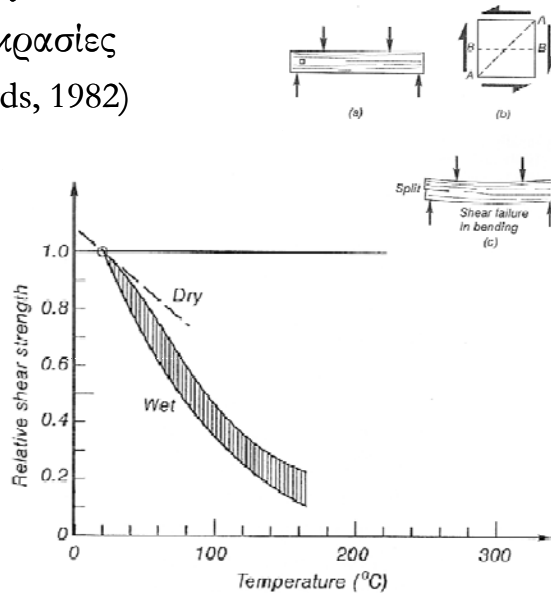 κρασίες
ds, 1982)
(a)
A
B
B
A
(b)
Split
Shear failure
in bending
(c)
1.0
0.8
0.6
0.4
0.2
0
Dry
Wet
Relative shear strength
0
100
200
300
Temperature (°C)